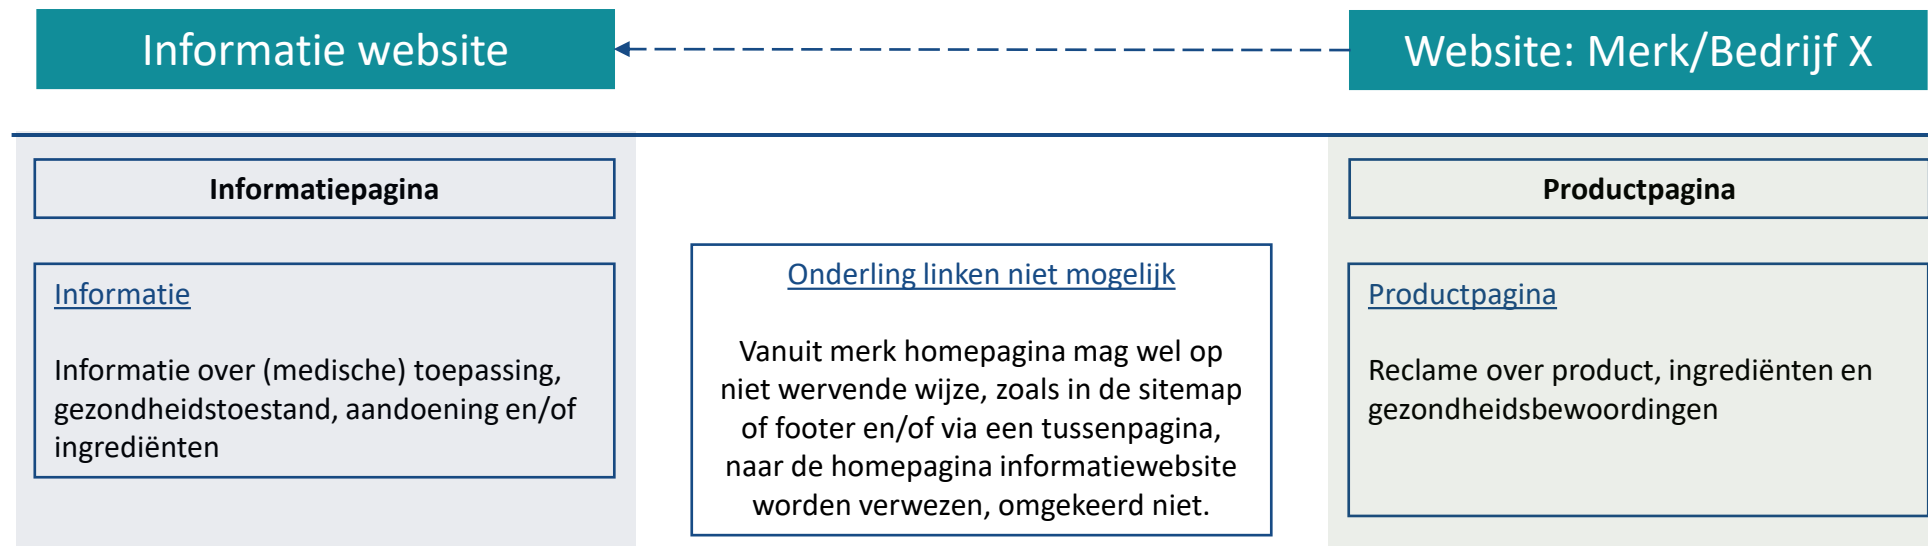 Informatie website
Website: Merk/Bedrijf X
Informatiepagina
Informatie
Informatie over (medische) toepassing,
gezondheidstoestand, aandoening en/of
ingrediënten
Onderling linken niet mogelijk
Vanuit merk homepagina mag wel op
niet wervende wijze, zoals in de sitemap
of footer en/of via een tussenpagina,
naar de homepagina informatiewebsite
worden verwezen, omgekeerd niet.
Productpagina
Productpagina
Reclame over product, ingrediënten en
gezondheidsbewoordingen